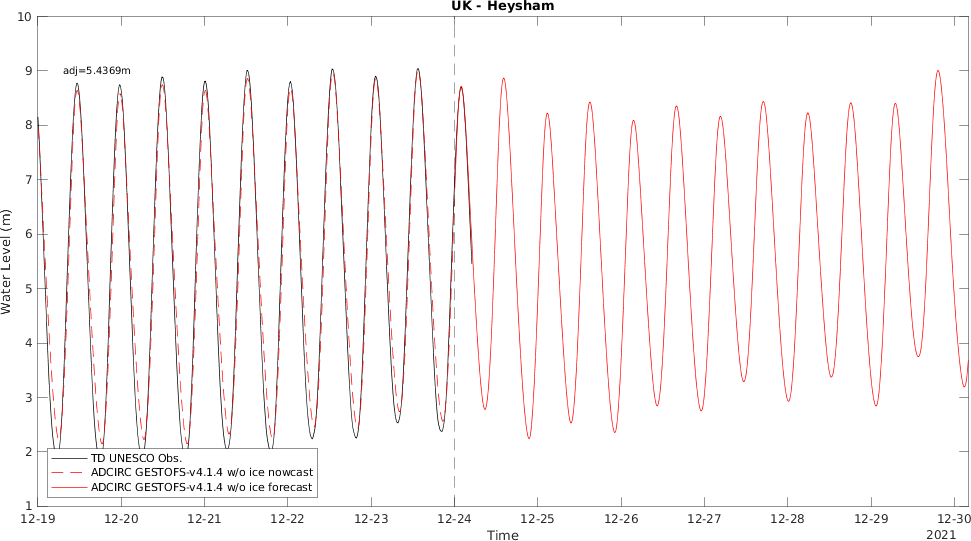 UK - Heysham
10
9
8
7
6
5
4
3
2
1
Water Level (m)
adj=5.4369m
TD UNESCO Obs.
ADCIRC GESTOFS-v4.1.4 w/o ice nowcast
ADCIRC GESTOFS-v4.1.4 w/o ice forecast
12-19 12-20 12-21 12-22 12-23 12-24 12-25 12-26 12-27 12-28 12-29 12-30
Time
2021